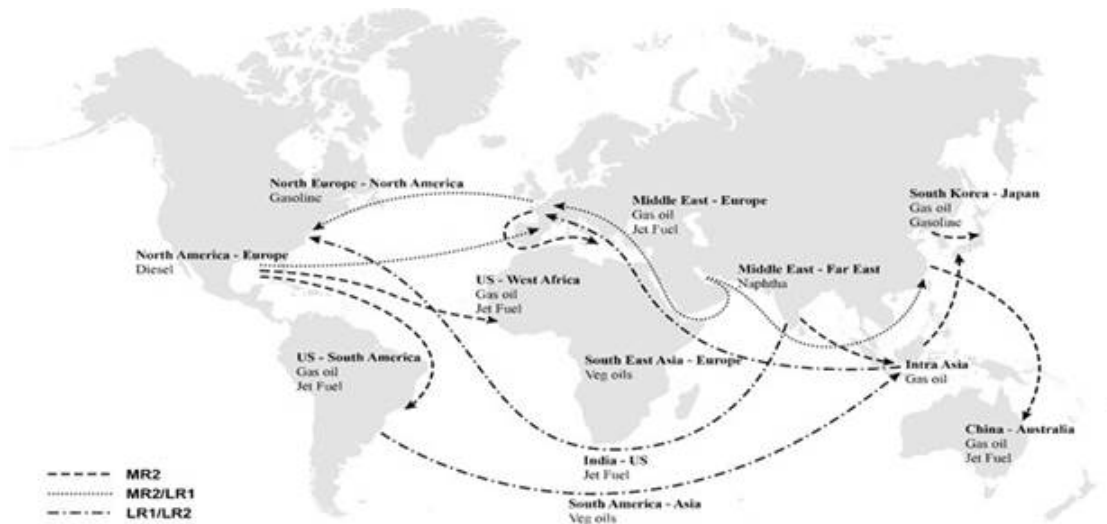 North Europe - North America
Gasoline
North America - Europe
Diesel
US - West Africa
Gas oil
Jet Fuel
US - South America
Gas oil
Jet Fuel
Middle East - Europe
Gas oil
Jet Fuel
South Korea - Japan
Gas oil
Gasoline
Middle East - Far East
Naphtha
South East Asia - Europe
Veg oils
Intra Asia
Gas oil
China - Australia
Gas oil
Jet Fuel
India - US
Jet Fuel
South America - Asia
Veg oils
MR2
MR2/LR1
LR1/LR2